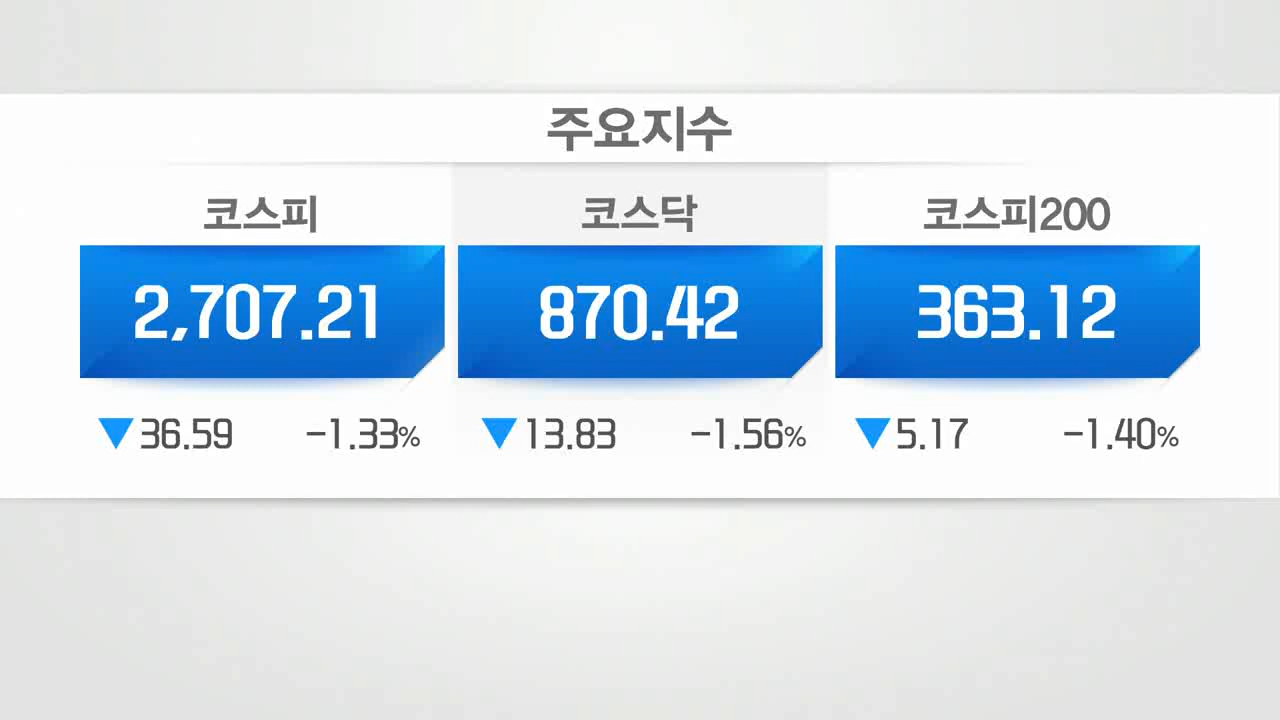 주요지수
코스피 코스닥 코스피200
2,707.21 870.42 363.12
▼36.59 -1.33% ▼13.83 -1.56% ▼5.17 -1.40%